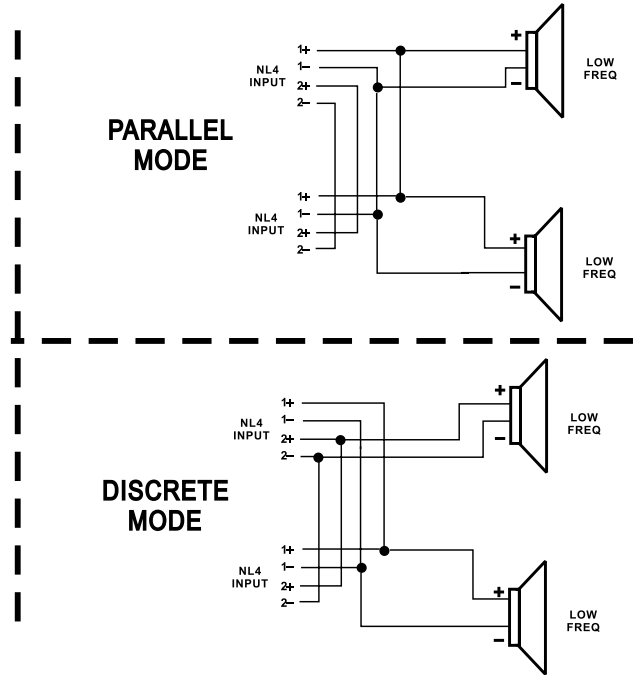 1+
1-
NL4
INPUT
2+
2-
+
-
LOW
FREQ
PARALLEL
MODE
1+
1-
NL4
INPUT
2+
2-
+
-
LOW
FREQ
1+
1-
NL4
INPUT
2+
2-
+
-
LOW
FREQ
DISCRETE
MODE
1+
1-
NL4
INPUT
2+
2-
+
-
LOW
FREQ